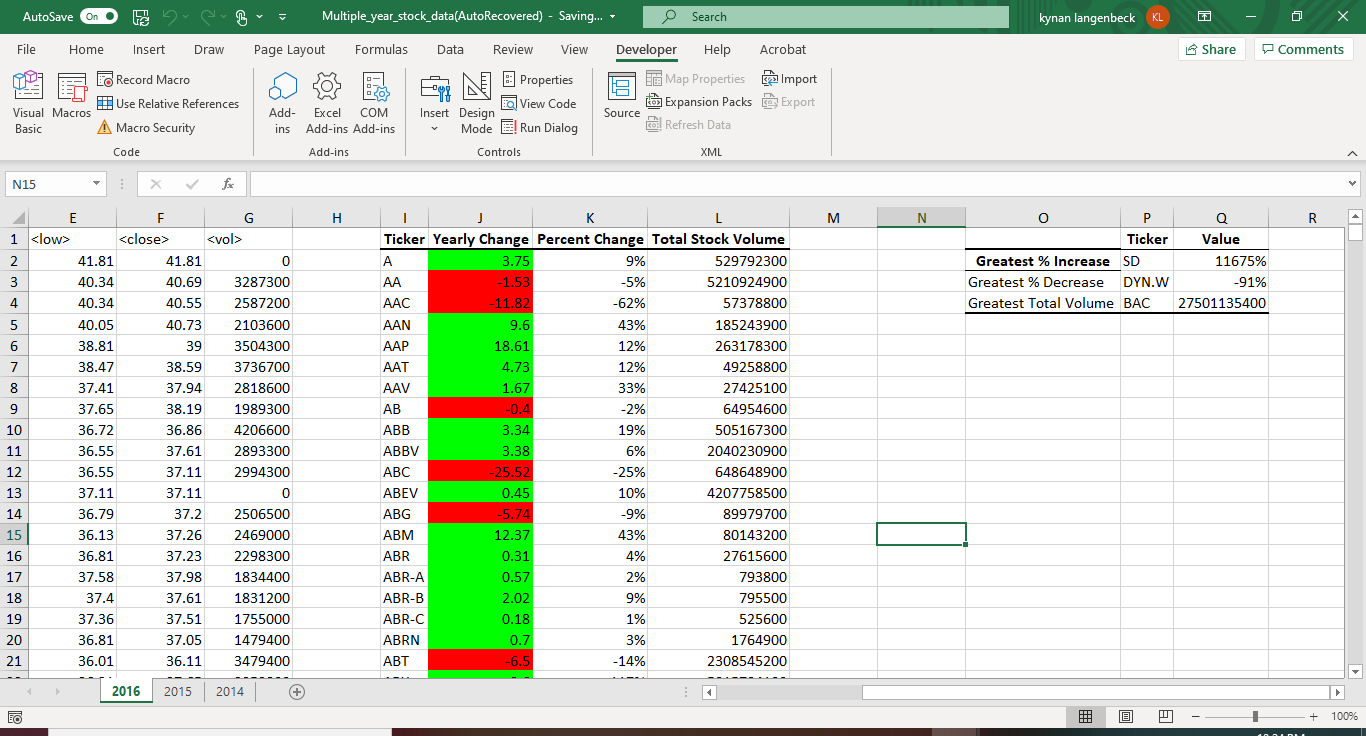 AutoSave On Multiple_year_stock_data(AutoRecovered) - Saving... Search kynan langenbeck KL
File Home Insert Draw Page Layout Formulas Data Review View Developer Help Acrobat Share Comments
Visual Basic Macros Record Macro Use Relative References Macro Security
Add-ins Excel Add-ins COM Add-ins
Insert Design Mode Properties View Code Run Dialog
Source Map Properties Expansion Packs Refresh Data Import Export
Code Add-ins Controls XML
N15 fx
E F G H I J K L M N O P Q R
1 <low> <close> <vol> Ticker Yearly Change Percent Change Total Stock Volume Ticker Value
2 41.81 41.81 0 A 3.75 9% 529792300 Greatest % Increase SD 11675%
3 40.34 40.69 3287300 AA -1.53 -5% 5210924900 Greatest % Decrease DYN.W -91%
4 40.34 40.55 2587200 AAC -11.82 -62% 57378800 Greatest Total Volume BAC 27501135400
5 40.05 40.73 2103600 AAN 9.6 43% 185243900
6 38.81 39 3504300 AAP 18.61 12% 263178300
7 38.47 38.59 3736700 AAT 4.73 12% 49258800
8 37.41 37.94 2818600 AAV 1.67 33% 27425100
9 37.65 38.19 1989300 AB -0.4 -2% 64954600
10 36.72 36.86 4206600 ABB 3.34 19% 505167300
11 36.55 37.61 2893300 ABBV 3.38 6% 2040230900
12 36.55 37.11 2994300 ABC -25.52 -25% 648648900
13 37.11 37.11 0 ABEV 0.45 10% 4207758500
14 36.79 37.2 2506500 ABG -5.74 -9% 89979700
15 36.13 37.26 2469000 ABM 12.37 43% 80143200
16 36.81 37.23 2298300 ABR 0.31 4% 27615600
17 37.58 37.98 1834400 ABR-A 0.57 2% 793800
18 37.4 37.61 1831200 ABR-B 2.02 9% 795500
19 37.36 37.51 1755000 ABR-C 0.18 1% 525600
20 36.81 37.05 1479400 ABRN 0.7 3% 1764900
21 36.01 36.11 3479400 ABT -6.5 -14% 2308545200
2016 2015 2014
100%